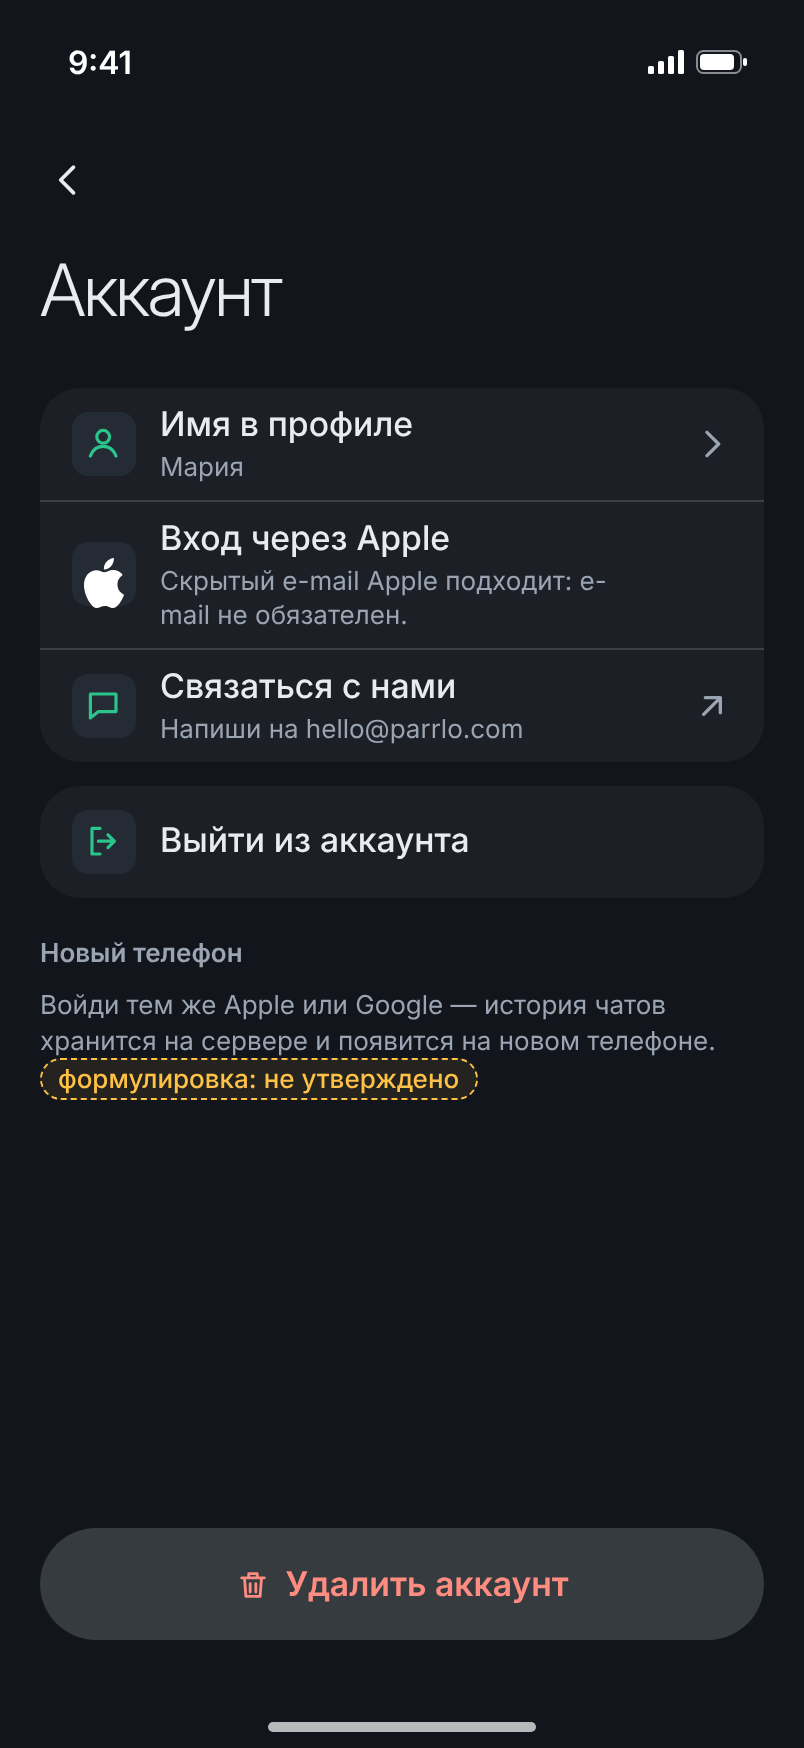 9:41
Аккаунт
Имя в профиле
Мария
Вход через Apple
Скрытый e-mail Apple подходит: e-
mail не обязателен.
Связаться с нами
Напиши на hello@parrlo.com
Выйти из аккаунта
Новый телефон
Войди тем же Apple или Google — история чатов
хранится на сервере и появится на новом телефоне.
формулировка: не утверждено
Удалить аккаунт